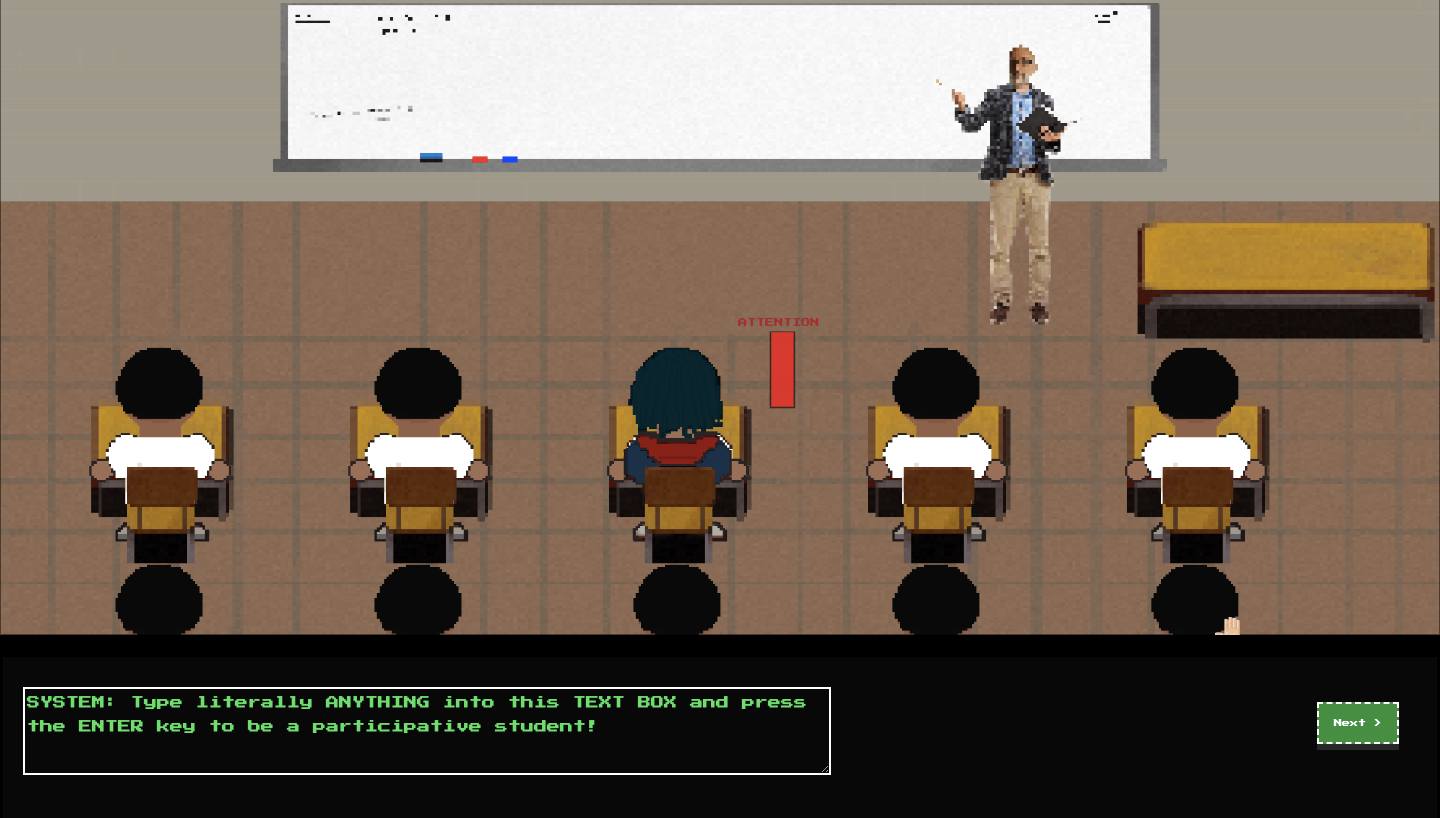 ATTENTION
SYSTEM: Type literally ANYTHING into this TEXT BOX and press
the ENTER key to be a participative student!
Next >